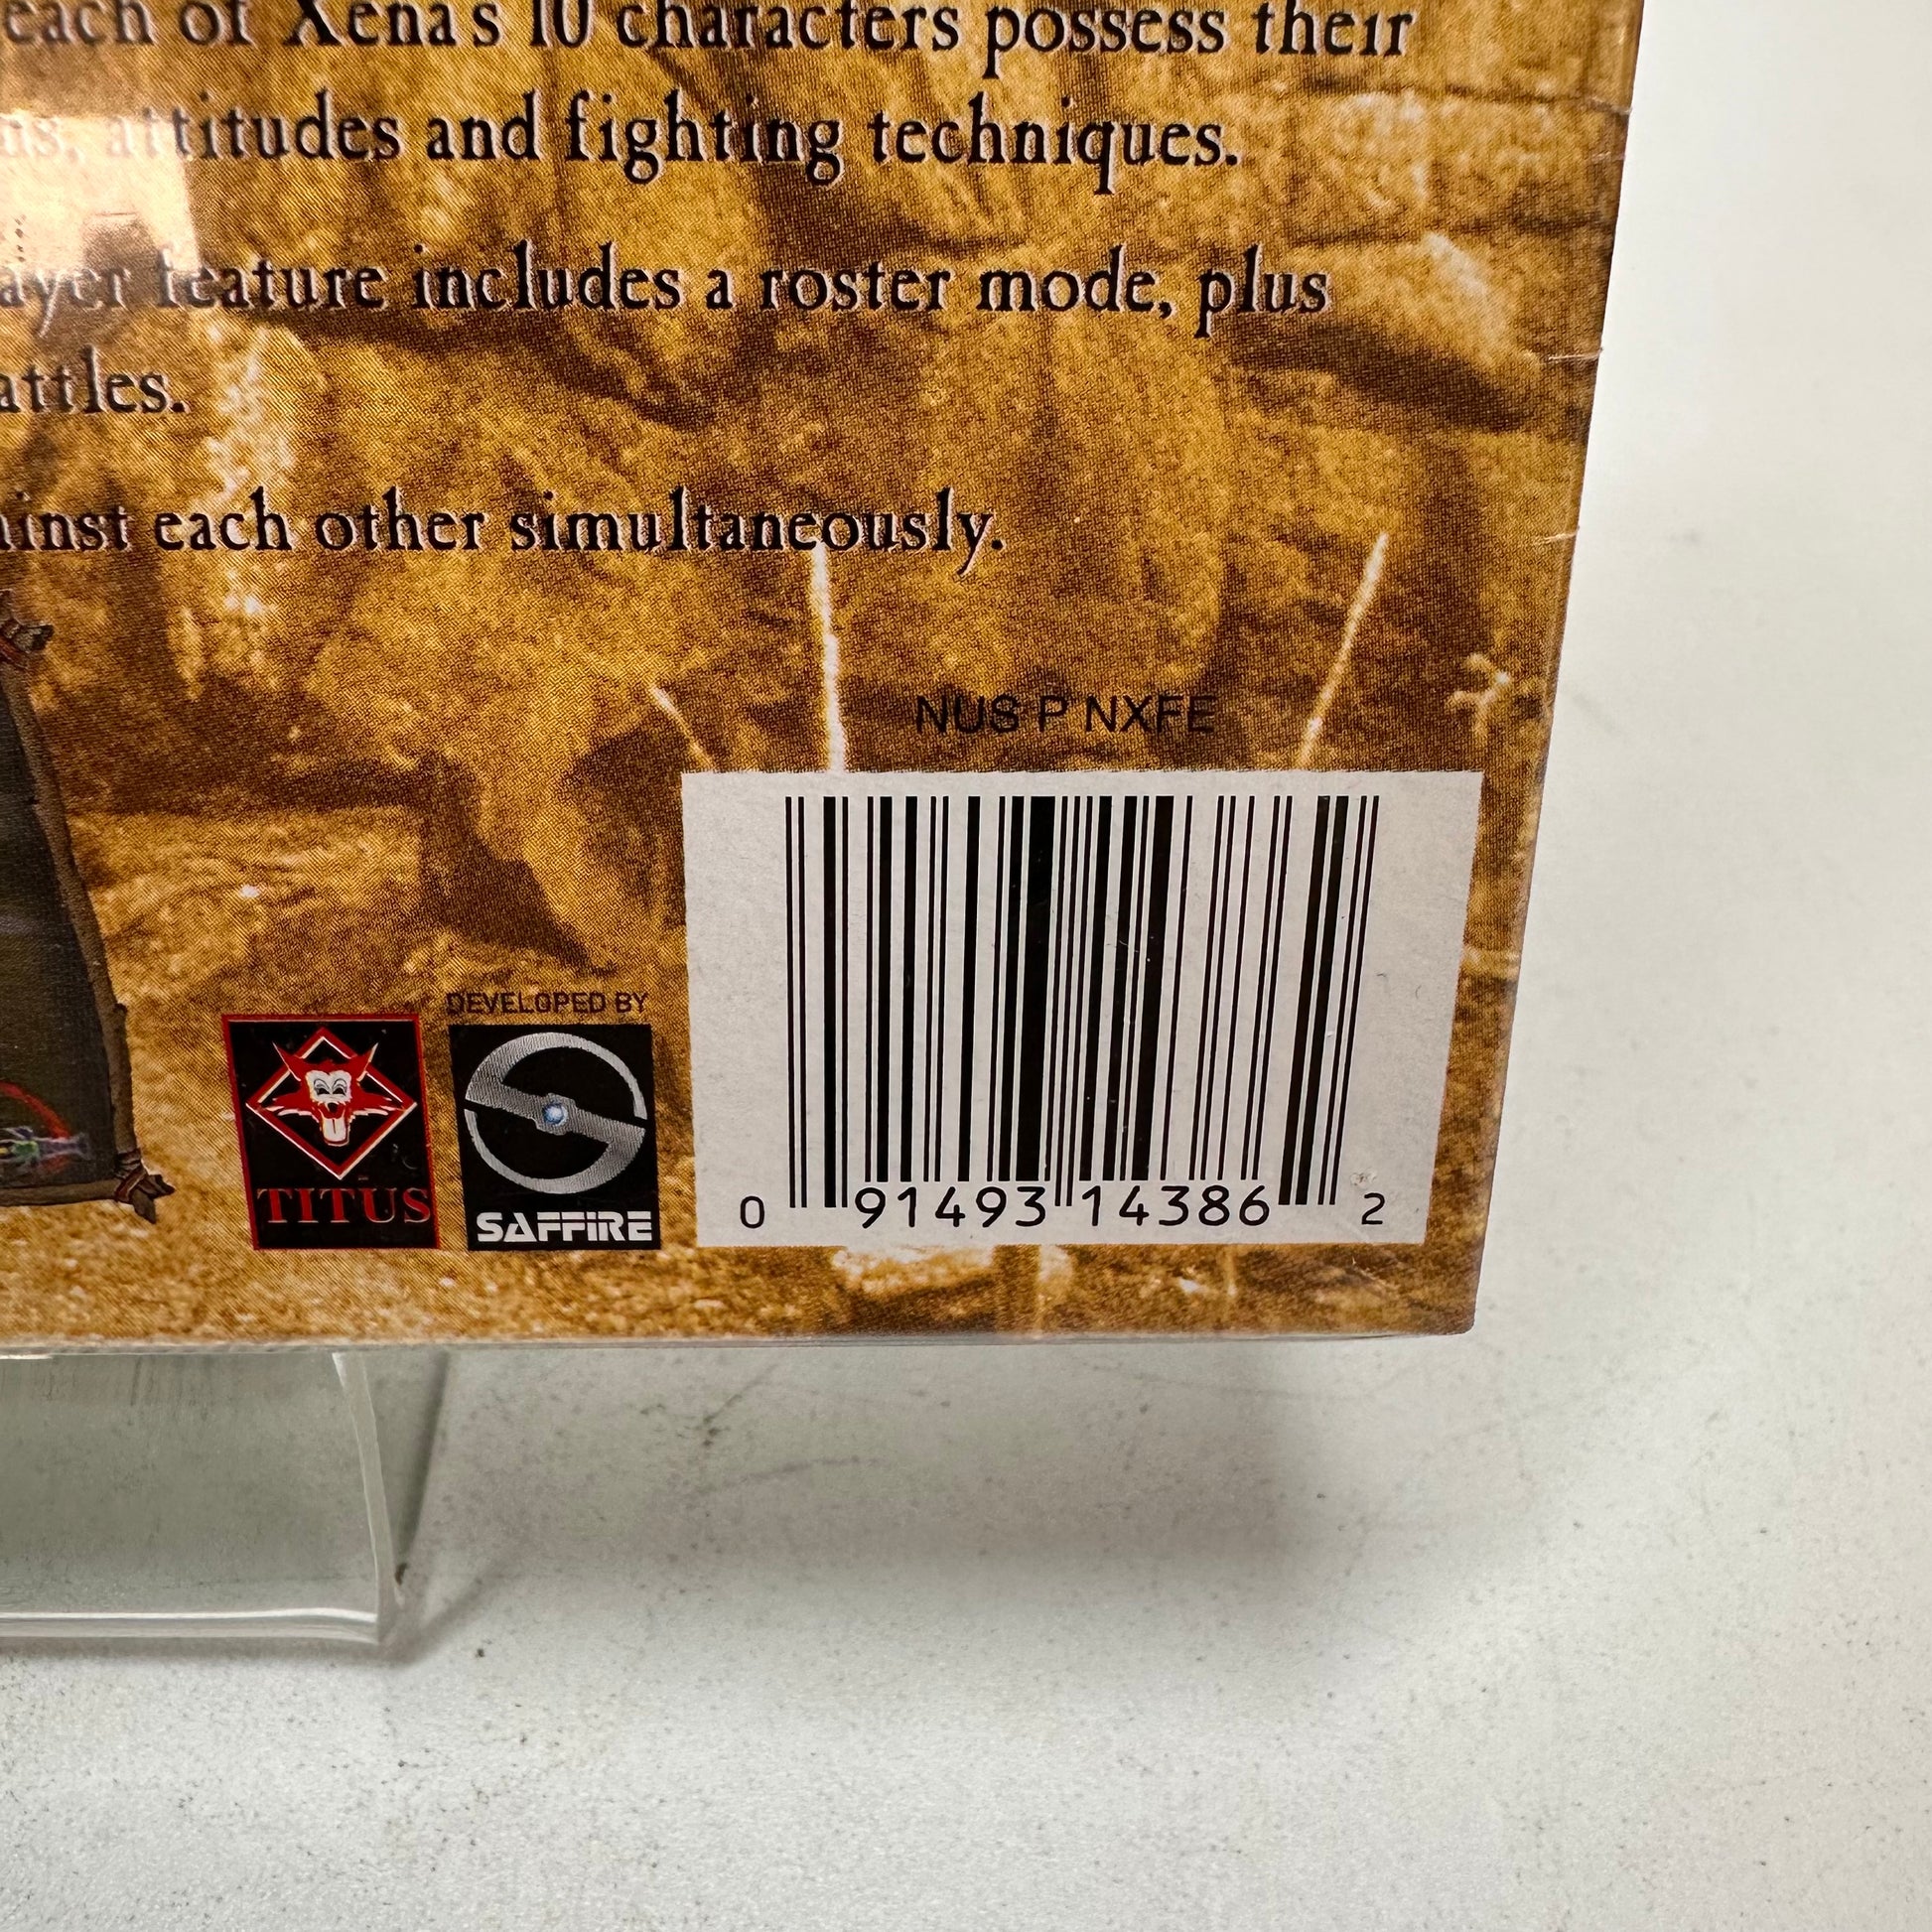 each of Xena's 10 characters possess their
attitudes and fighting techniques.
feature includes a roster mode, plus
each other simultaneously.
NUS P NXFE
DEVELOPED BY
TITUS
SAFFIRE
0 91493 14386 2